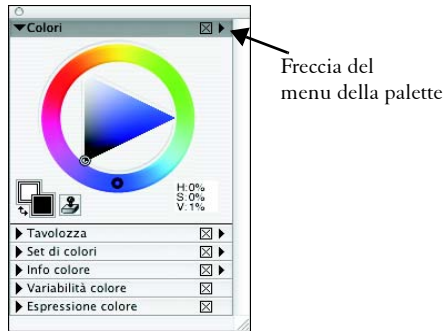 Colori
Freccia del
menu della palette
H:0%
S:0%
V:1%
Tavolozza
Set di colori
Info colore
Variabilità colore
Espressione colore